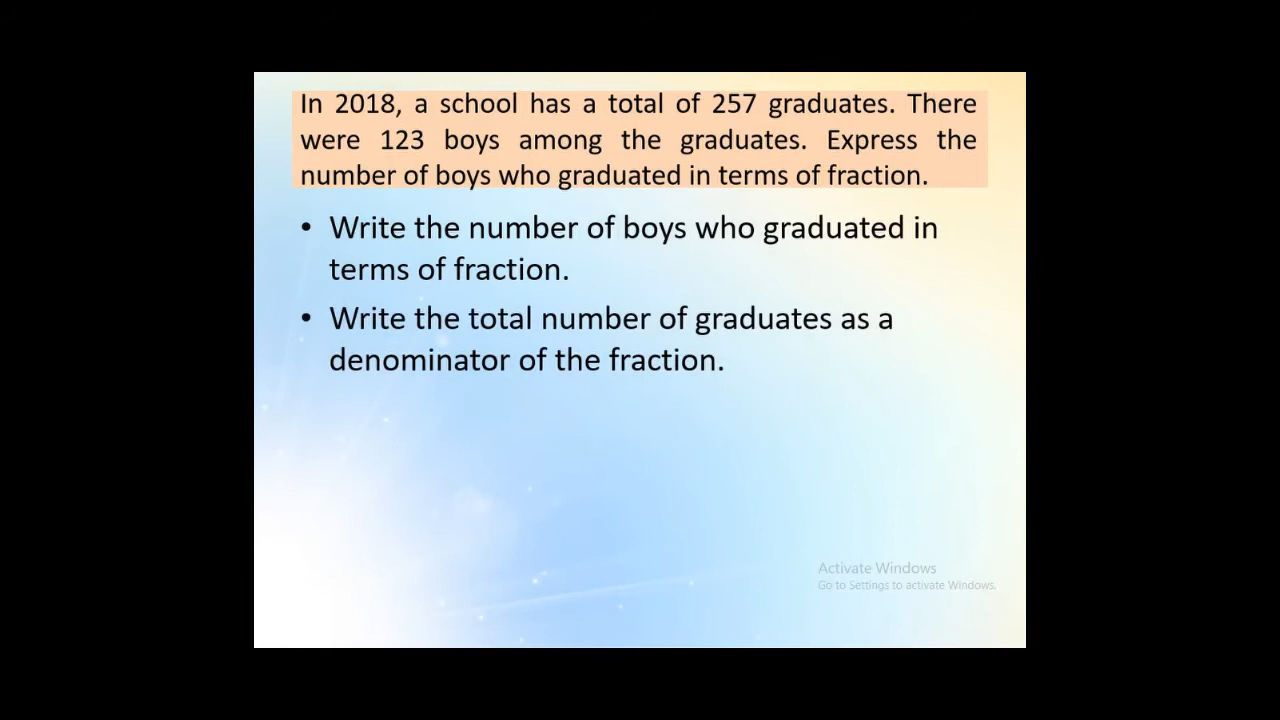 In 2018, a school has a total of 257 graduates. There
were 123 boys among the graduates. Express the
number of boys who graduated in terms of fraction.
• Write the number of boys who graduated in
terms of fraction.
• Write the total number of graduates as a
denominator of the fraction.
Activate Windows
Go to Settings to activate Windows.